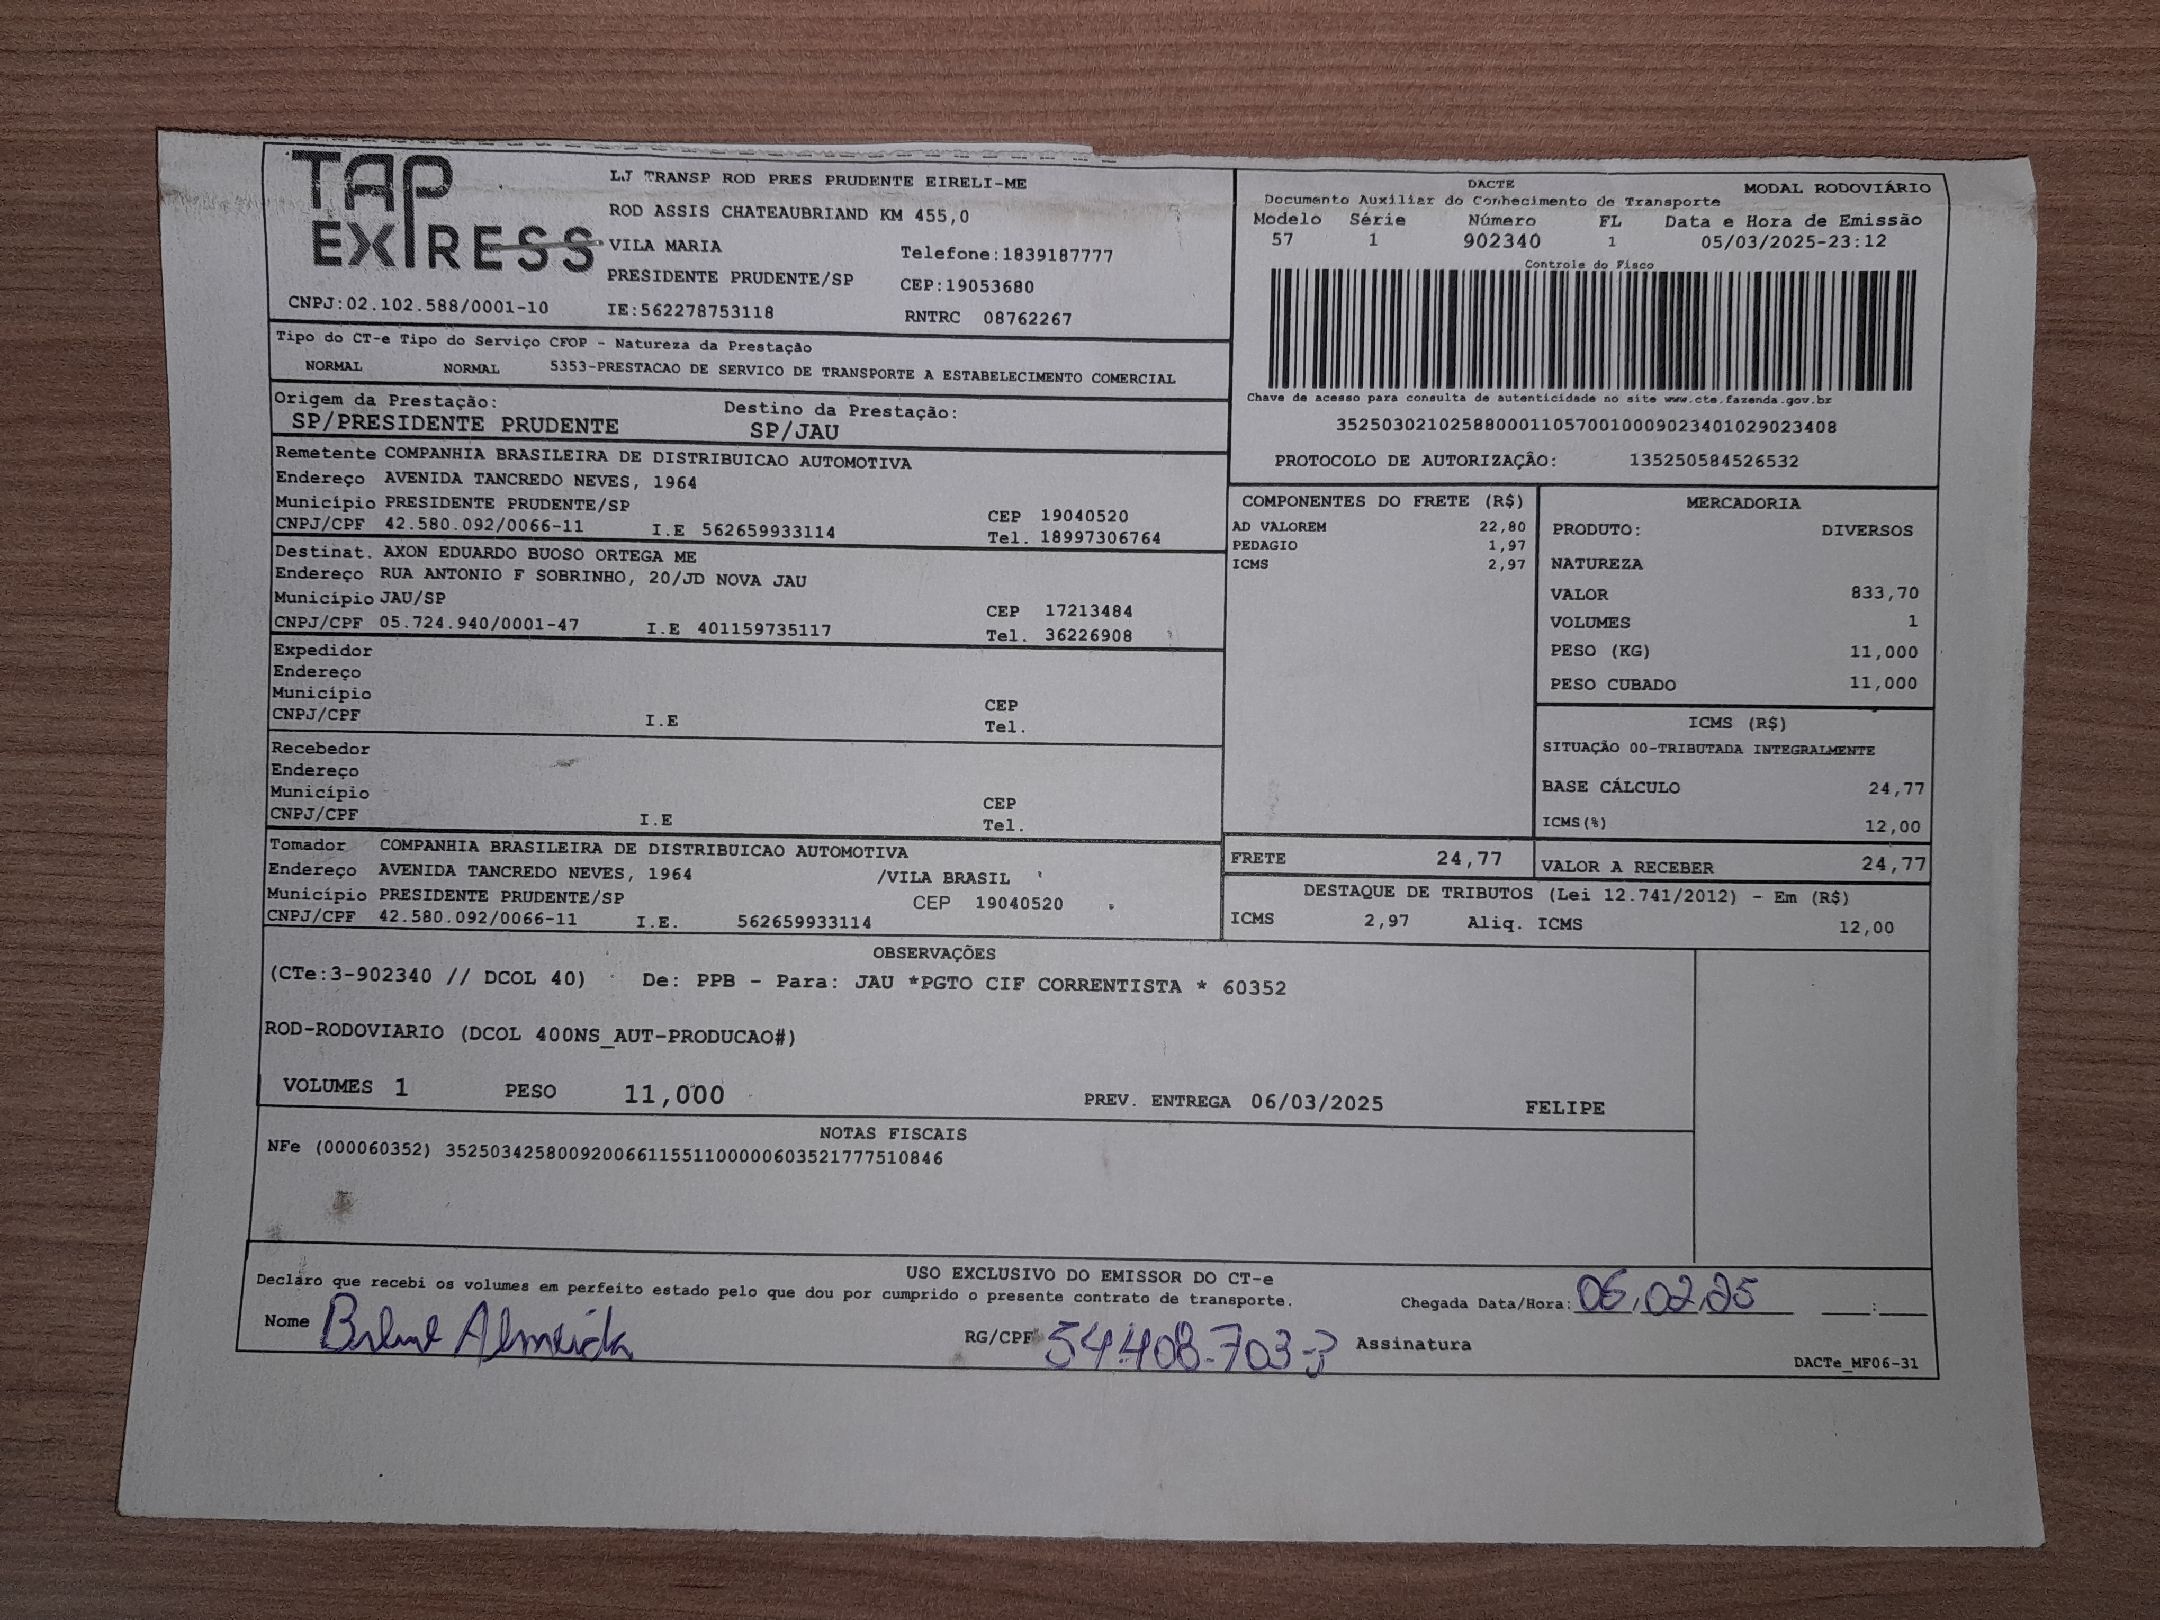 TAP
EXPRESS
LJ TRANSP ROD PRES PRUDENTE EIRELI-ME
ROD ASSIS CHATEAUBRIAND KM 455,0
VILA MARIA Telefone:1839187777
PRESIDENTE PRUDENTE/SP CEP:19053680
CNPJ:02.102.588/0001-10 IE:562278753118 RNTRC 08762267
DACTE MODAL RODOVIÁRIO
Documento Auxiliar do Conhecimento de Transporte
Modelo Série Número FL Data e Hora de Emissão
57 1 902340 1 05/03/2025-23:12
Controle do Fisco
Chave de acesso para consulta de autenticidade no site www.cte.fazenda.gov.br
35250302102588000110570010009023401029023408
PROTOCOLO DE AUTORIZAÇÃO: 135250584526532
Tipo do CT-e Tipo do Serviço CFOP - Natureza da Prestação
NORMAL NORMAL 5353-PRESTACAO DE SERVICO DE TRANSPORTE A ESTABELECIMENTO COMERCIAL
Origem da Prestação: Destino da Prestação:
SP/PRESIDENTE PRUDENTE SP/JAU
Remetente COMPANHIA BRASILEIRA DE DISTRIBUICAO AUTOMOTIVA
Endereço AVENIDA TANCREDO NEVES, 1964
Município PRESIDENTE PRUDENTE/SP CEP 19040520
CNPJ/CPF 42.580.092/0066-11 I.E 562659933114 Tel. 18997306764
Destinat. AXON EDUARDO BUOSO ORTEGA ME
Endereço RUA ANTONIO F SOBRINHO, 20/JD NOVA JAU
Município JAU/SP CEP 17213484
CNPJ/CPF 05.724.940/0001-47 I.E 401159735117 Tel. 36226908
Expedidor
Endereço
Município CEP
CNPJ/CPF I.E Tel.
Recebedor
Endereço
Município CEP
CNPJ/CPF I.E Tel.
Tomador COMPANHIA BRASILEIRA DE DISTRIBUICAO AUTOMOTIVA
Endereço AVENIDA TANCREDO NEVES, 1964 /VILA BRASIL
Município PRESIDENTE PRUDENTE/SP CEP 19040520
CNPJ/CPF 42.580.092/0066-11 I.E. 562659933114
COMPONENTES DO FRETE (R$)
AD VALOREM 22,80
PEDAGIO 1,97
ICMS 2,97
MERCADORIA
PRODUTO: DIVERSOS
NATUREZA
VALOR 833,70
VOLUMES 1
PESO (KG) 11,000
PESO CUBADO 11,000
ICMS (R$)
SITUAÇÃO 00-TRIBUTADA INTEGRALMENTE
BASE CÁLCULO 24,77
ICMS(%) 12,00
FRETE 24,77 VALOR A RECEBER 24,77
DESTAQUE DE TRIBUTOS (Lei 12.741/2012) - Em (R$)
ICMS 2,97 Aliq. ICMS 12,00
OBSERVAÇÕES
(CTe:3-902340 // DCOL 40) De: PPB - Para: JAU *PGTO CIF CORRENTISTA * 60352
ROD-RODOVIARIO (DCOL 400NS_AUT-PRODUCAO#)
VOLUMES 1 PESO 11,000 PREV. ENTREGA 06/03/2025 FELIPE
NOTAS FISCAIS
NFe (000060352) 35250342580092006611551100000603521777510846
USO EXCLUSIVO DO EMISSOR DO CT-e
Declaro que recebi os volumes em perfeito estado pelo que dou por cumprido o presente contrato de transporte. Chegada Data/Hora: 06.02.25 :
Nome Almeida RG/CPF 54.408.703-3 Assinatura
DACTe_MF06-31